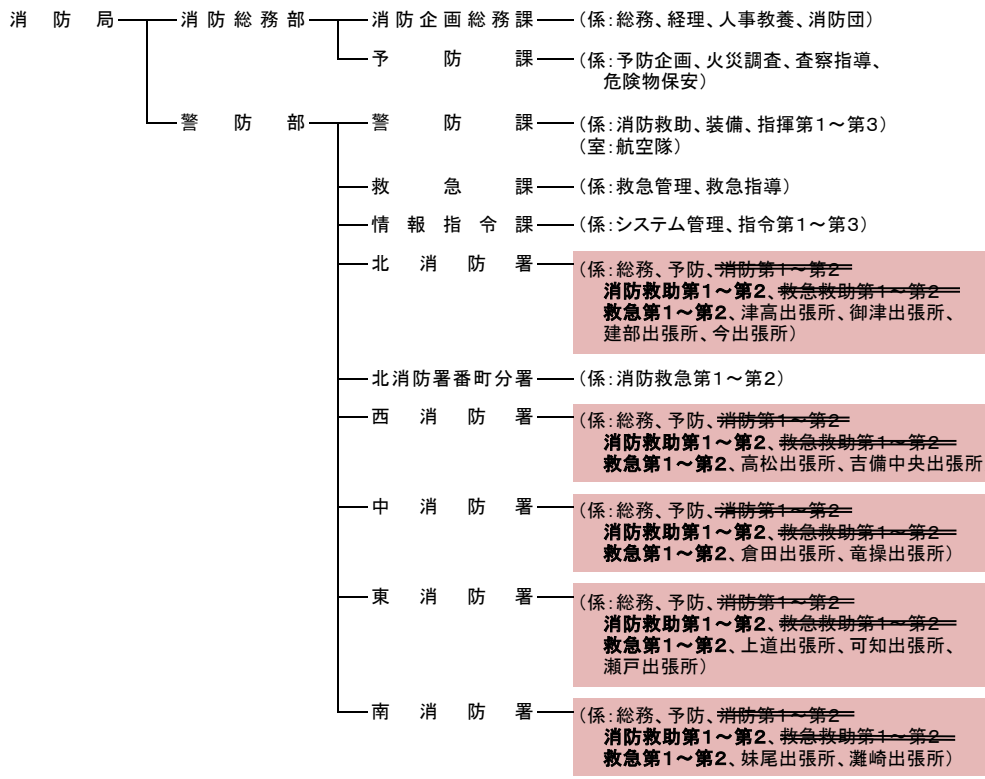 消防局 消防総務部 消防企画総務課 （係：総務、経理、人事教養、消防団）
予防課 （係：予防企画、火災調査、査察指導、
危険物保安）
警防部 警防課 （係：消防救助、装備、指揮第1～第3）
（室：航空隊）
救急課 （係：救急管理、救急指導）
情報指令課 （係：システム管理、指令第1～第3）
北消防署 （係：総務、予防、消防第1～第2
消防救助第1～第2、救急救助第1～第2
救急第1～第2、津高出張所、御津出張所、
建部出張所、今出張所）
北消防署番町分署 （係：消防救急第1～第2）
西消防署 （係：総務、予防、消防第1～第2
消防救助第1～第2、救急救助第1～第2
救急第1～第2、高松出張所、吉備中央出張所
中消防署 （係：総務、予防、消防第1～第2
消防救助第1～第2、救急救助第1～第2
救急第1～第2、倉田出張所、竜操出張所）
東消防署 （係：総務、予防、消防第1～第2
消防救助第1～第2、救急救助第1～第2
救急第1～第2、上道出張所、可知出張所、
瀬戸出張所）
南消防署 （係：総務、予防、消防第1～第2
消防救助第1～第2、救急救助第1～第2
救急第1～第2、妹尾出張所、灘崎出張所）